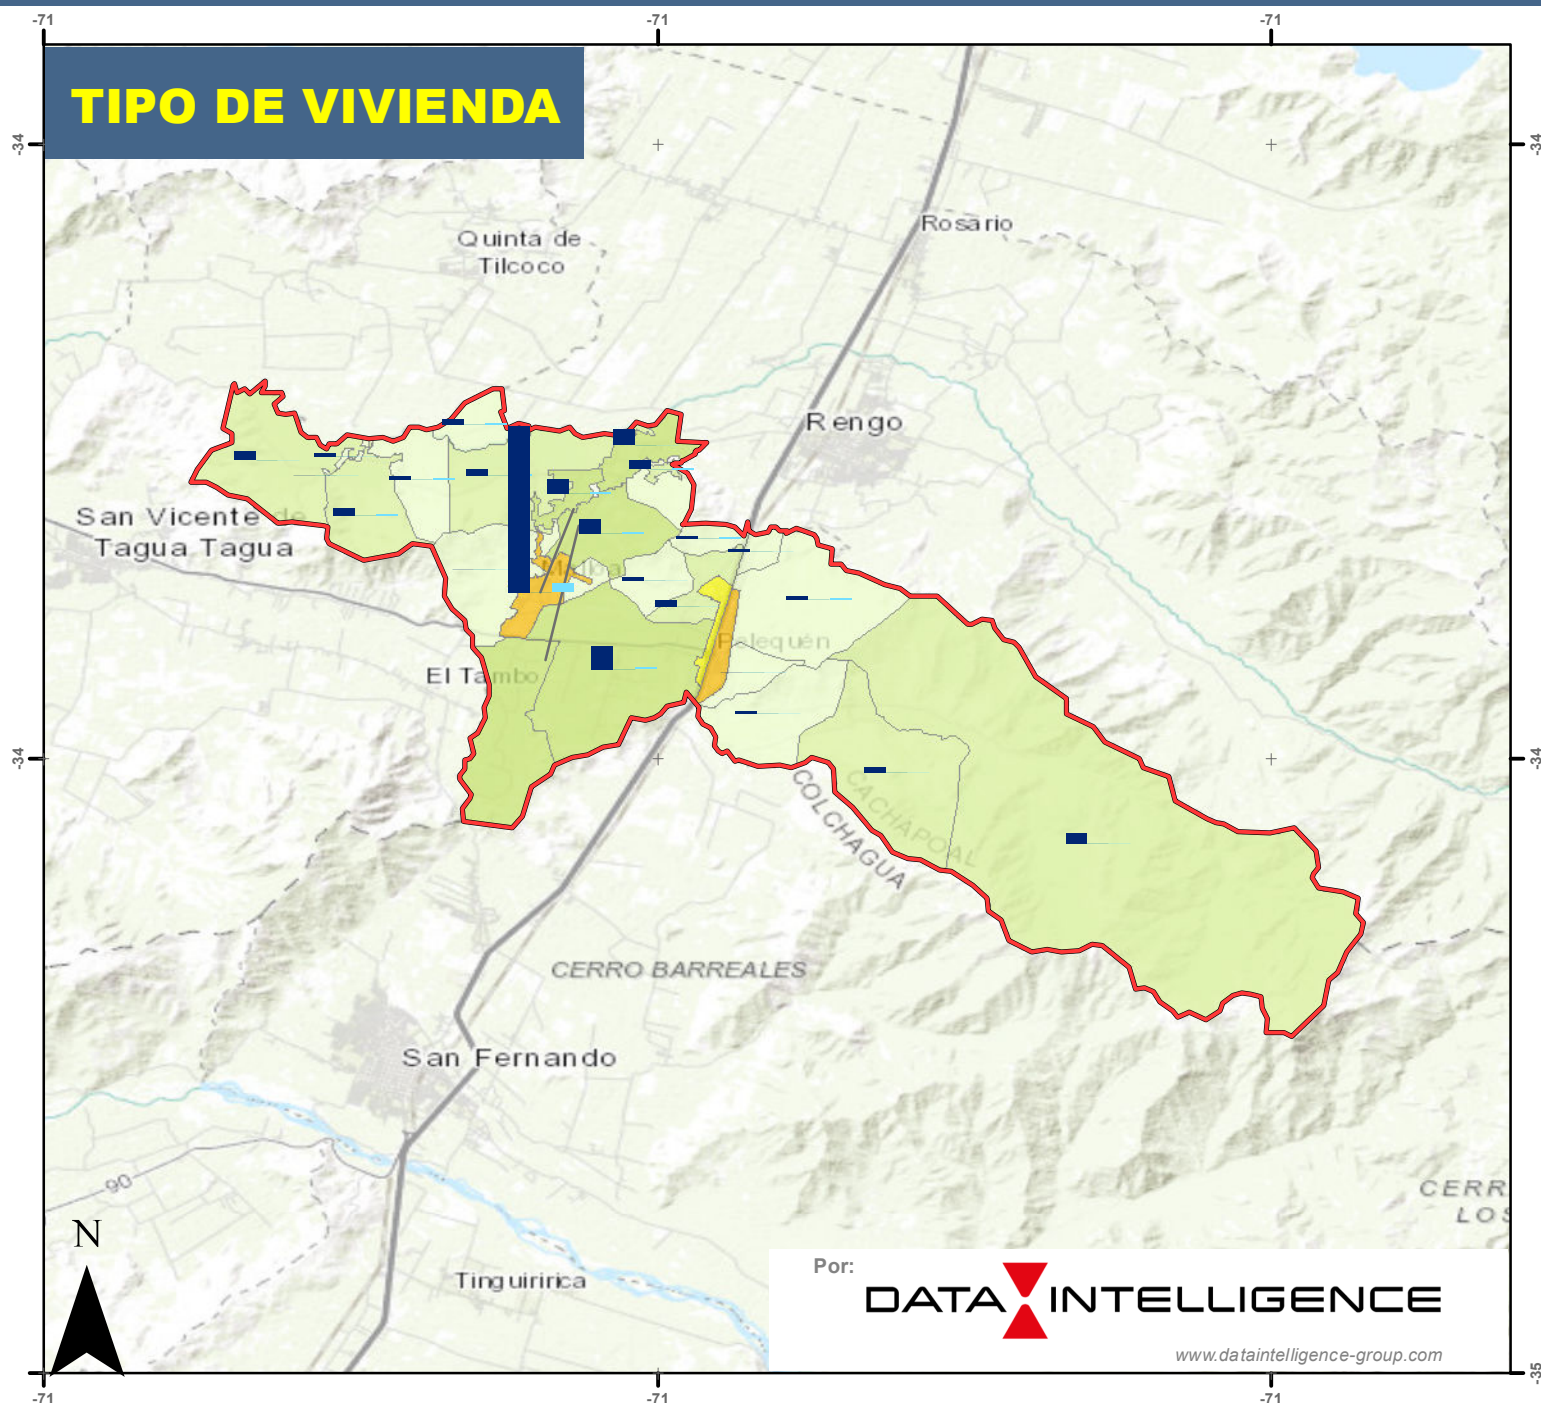 -71
-71
-71
TIPO DE VIVIENDA
-34
-34
Rosario
Quinta de
Tilcoco
Rengo
San Vicente de
Tagua Tagua
Malloa
Pelequén
El Tambo
-34
-34
CACHAPOAL
COLCHAGUA
CERRO BARREALES
San Fernando
90
CERR
LOS
N
Tinguiririca
Por:
DATA INTELLIGENCE
www.dataintelligence-group.com
-35
-71
-71
-71